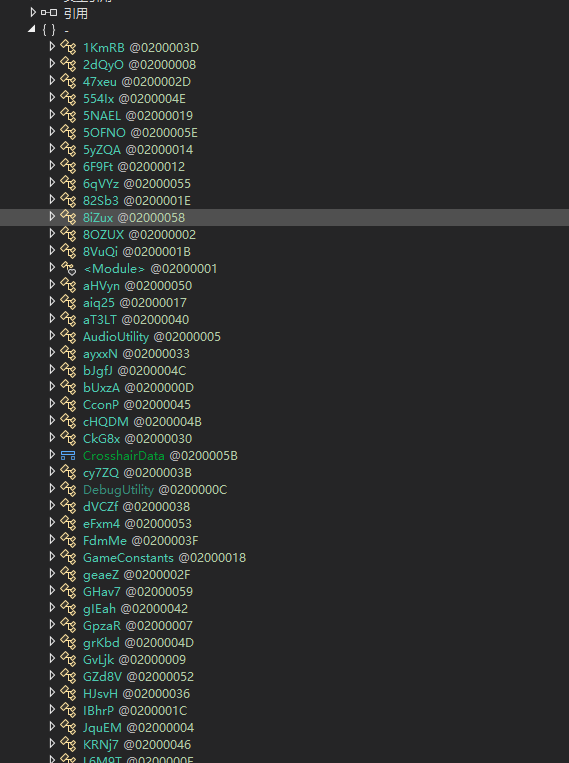 引用
{ } -
1KmRB @0200003D
2dQyO @02000008
47xeu @0200002D
554Ix @0200004E
5NAEL @02000019
5OFNO @0200005E
5yZQA @02000014
6F9Ft @02000012
6qVYz @02000055
82Sb3 @0200001E
8iZux @02000058
8OZUX @02000002
8VuQi @0200001B
<Module> @02000001
aHVyn @02000050
aiq25 @02000017
aT3LT @02000040
AudioUtility @02000005
ayxxN @02000033
bJgfJ @0200004C
bUxzA @0200000D
CconP @02000045
cHQDM @0200004B
CkG8x @02000030
CrosshairData @0200005B
cy7ZQ @0200003B
DebugUtility @0200000C
dVCZf @02000038
eFxm4 @02000053
FdmMe @0200003F
GameConstants @02000018
geaeZ @0200002F
GHav7 @02000059
gIEah @02000042
GpzaR @02000007
grKbd @0200004D
GvLjk @02000009
GZd8V @02000052
HJsvH @02000036
IBhrP @0200001C
JquEM @02000004
KRNj7 @02000046